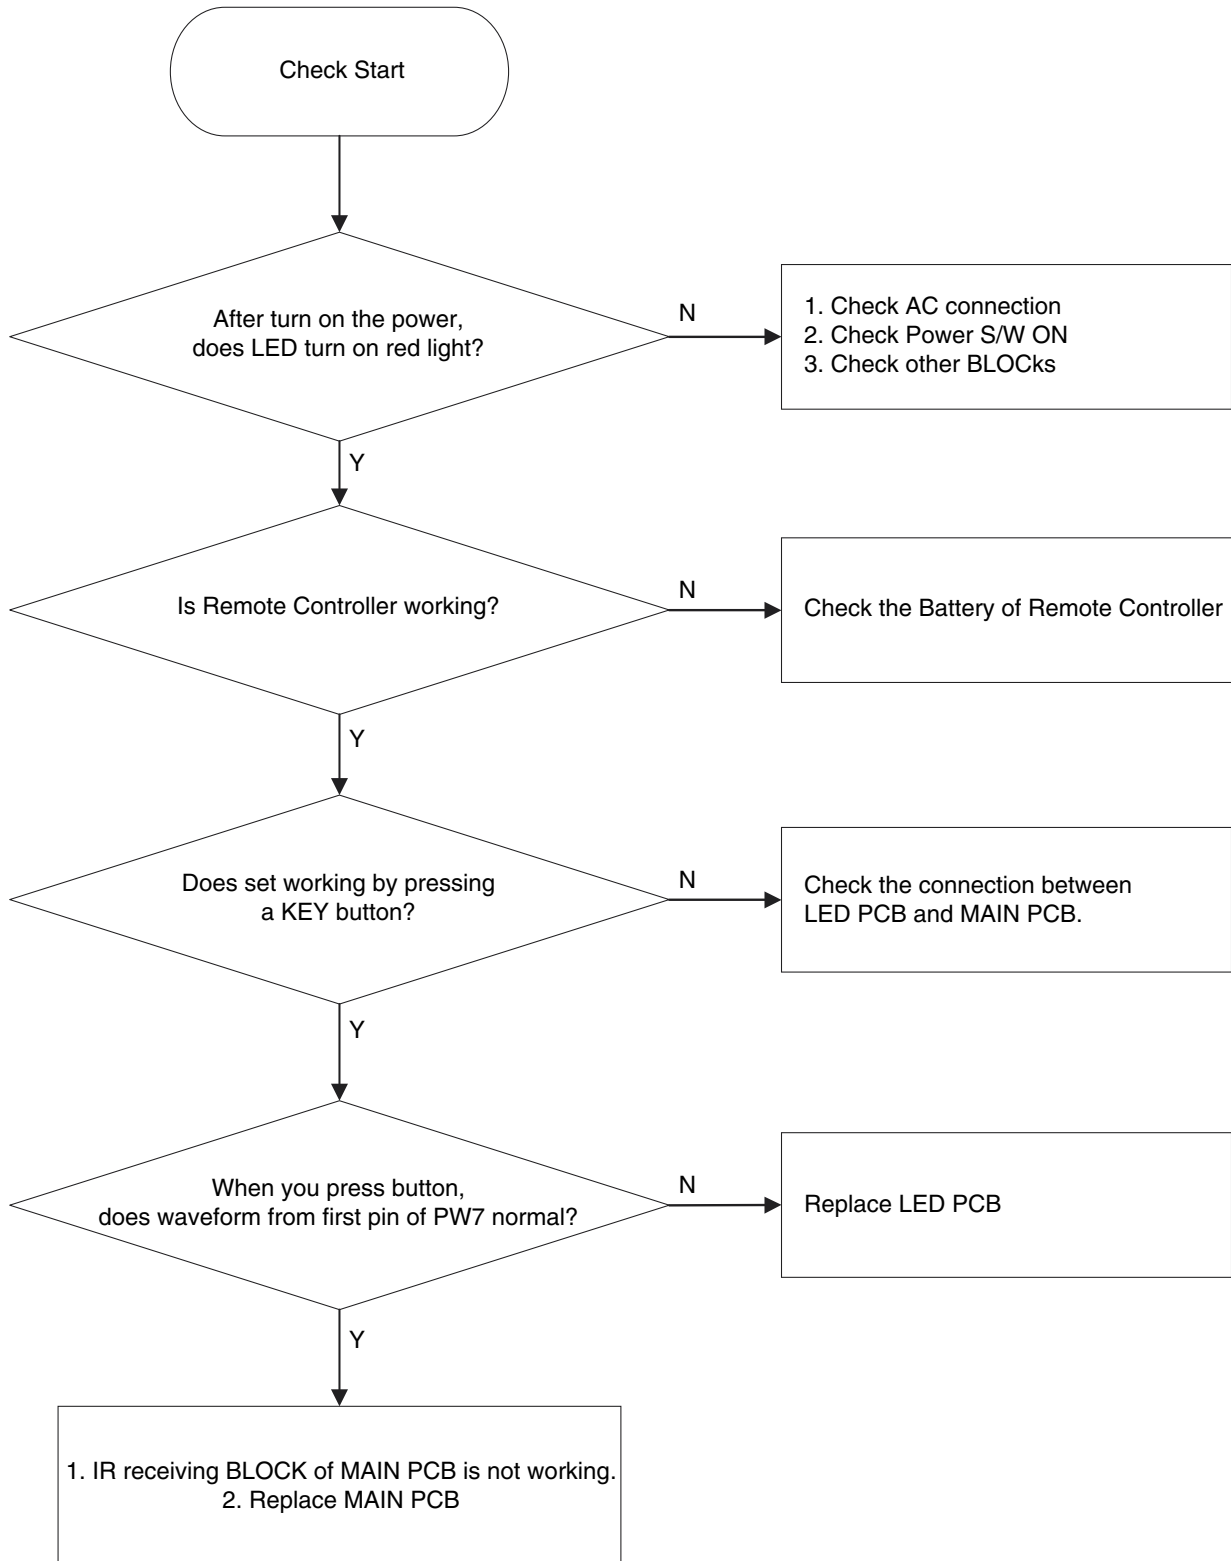 Check Start
After turn on the power,
does LED turn on red light?
N
1. Check AC connection
2. Check Power S/W ON
3. Check other BLOCks
Y
Is Remote Controller working?
N
Check the Battery of Remote Controller
Y
Does set working by pressing
a KEY button?
N
Check the connection between
LED PCB and MAIN PCB.
Y
When you press button,
does waveform from first pin of PW7 normal?
N
Replace LED PCB
Y
1. IR receiving BLOCK of MAIN PCB is not working.
2. Replace MAIN PCB